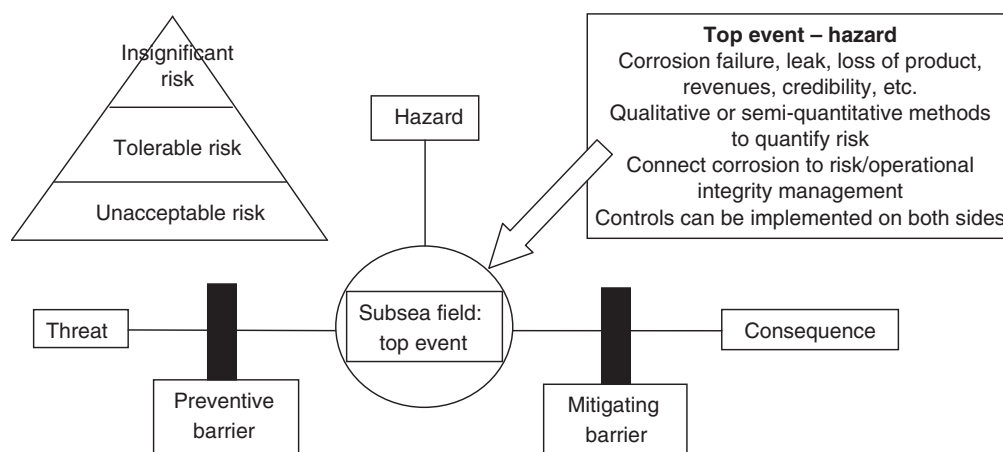 Insignificant
risk
Tolerable risk
Unacceptable risk
Hazard
Top event – hazard
Corrosion failure, leak, loss of product,
revenues, credibility, etc.
Qualitative or semi-quantitative methods
to quantify risk
Connect corrosion to risk/operational
integrity management
Controls can be implemented on both sides
Threat
Subsea field:
top event
Consequence
Preventive
barrier
Mitigating
barrier